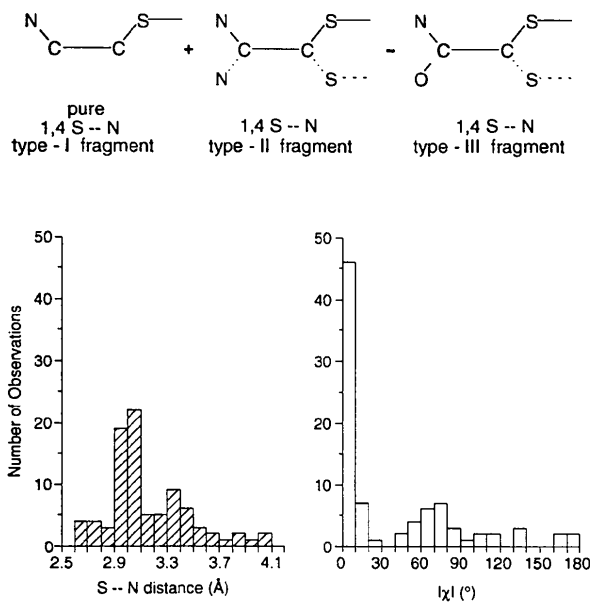 N S N S N S
C C + C C - C C
N S O S
pure
1,4 S -- N
type - I fragment
1,4 S -- N
type - II fragment
1,4 S -- N
type - III fragment
Number of Observations
50
40
30
20
10
0
2.5 2.9 3.3 3.7 4.1
S -- N distance (Å)
50
40
30
20
10
0
0 30 60 90 120 150 180
|χ| (°)